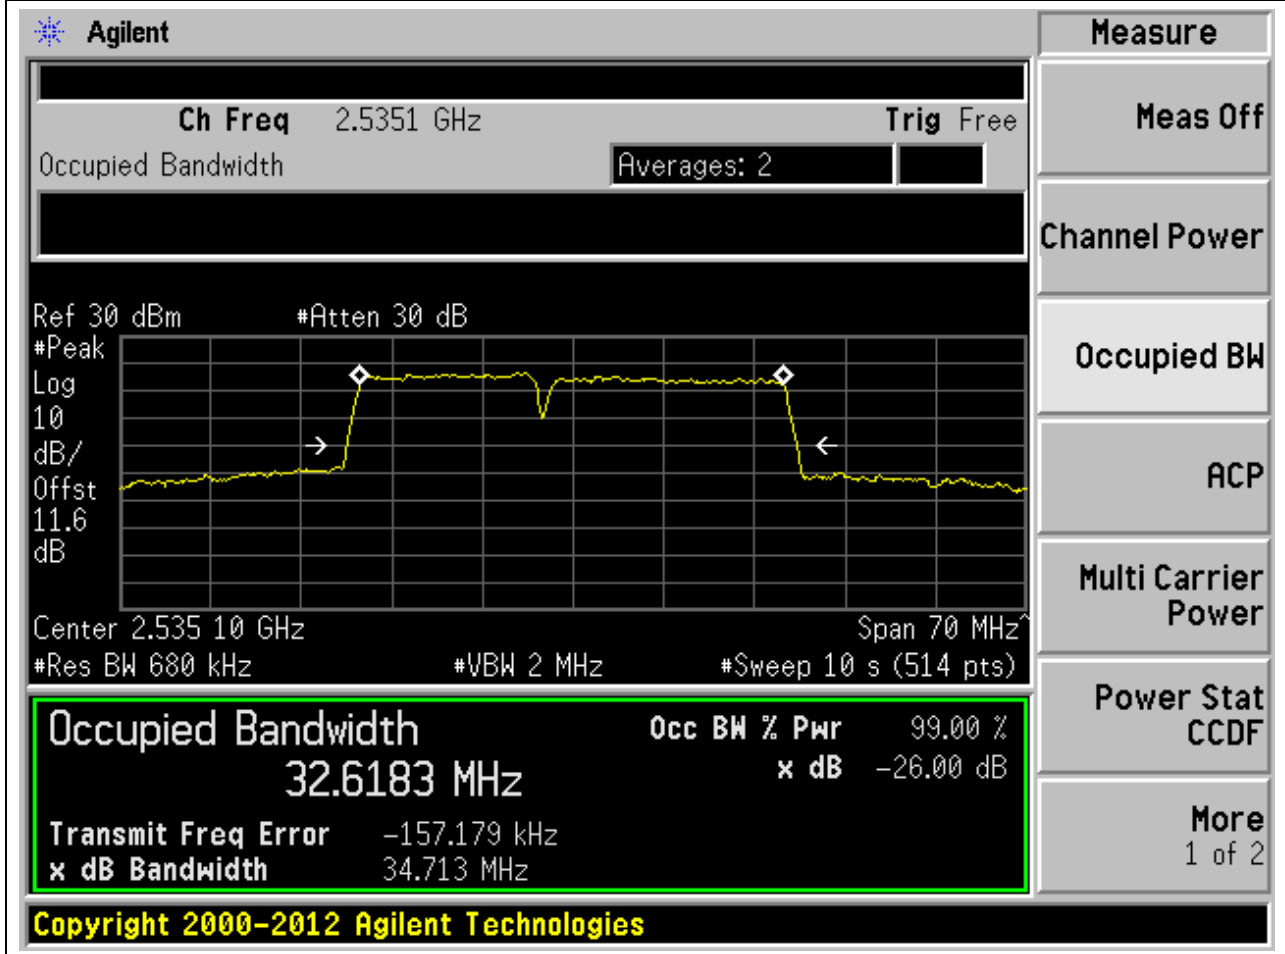 Agilent
Measure
Ch Freq 2.5351 GHz Trig Free
Occupied Bandwidth Averages: 2
Meas Off
Channel Power
Occupied BW
ACP
Multi Carrier
Power
Power Stat
CCDF
More
1 of 2
Ref 30 dBm #Atten 30 dB
#Peak
Log
10
dB/
Offst
11.6
dB
Center 2.535 10 GHz Span 70 MHz^
#Res BW 680 kHz #VBW 2 MHz #Sweep 10 s (514 pts)
Occupied Bandwidth Occ BW % Pwr 99.00 %
32.6183 MHz x dB -26.00 dB
Transmit Freq Error -157.179 kHz
x dB Bandwidth 34.713 MHz
Copyright 2000-2012 Agilent Technologies